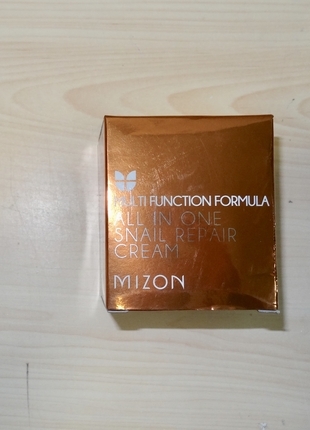 MULTI FUNCTION FORMULA
ALL IN ONE
SNAIL REPAIR
CREAM
MIZON